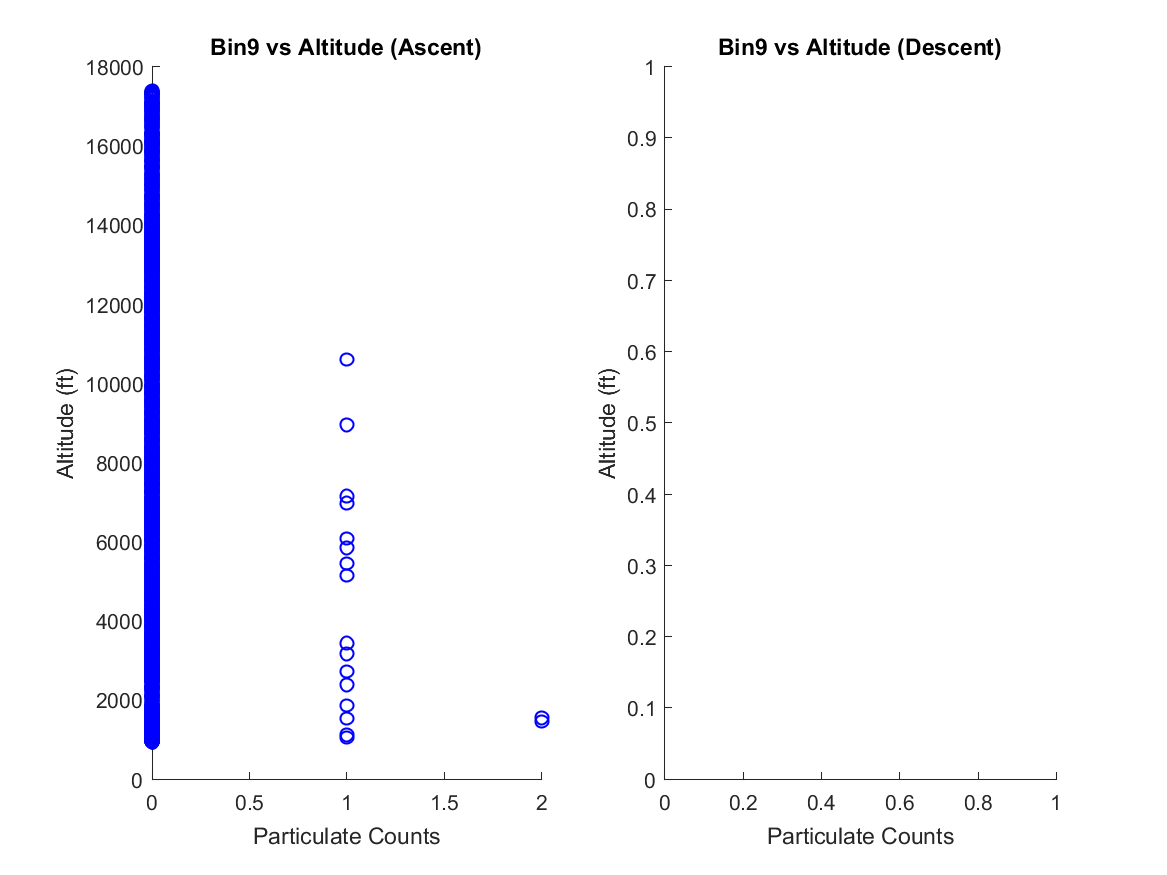 Bin9 vs Altitude (Ascent)
18000
16000
14000
12000
10000
8000
6000
4000
2000
0
Altitude (ft)
0 0.5 1 1.5 2
Particulate Counts
Bin9 vs Altitude (Descent)
1
0.9
0.8
0.7
0.6
0.5
0.4
0.3
0.2
0.1
0
Altitude (ft)
0 0.2 0.4 0.6 0.8 1
Particulate Counts